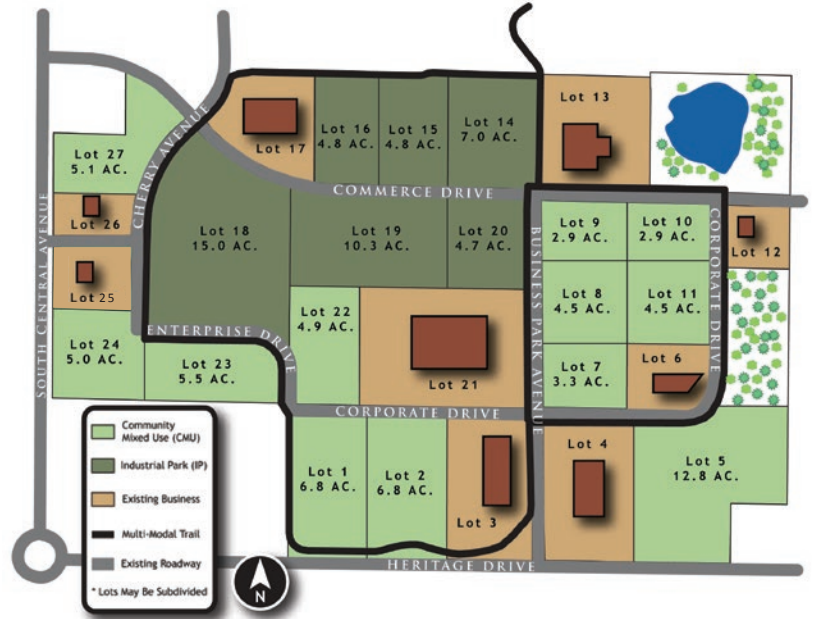 Lot 13
Lot 16
4.8 AC.
Lot 15
4.8 AC.
Lot 14
7.0 AC.
Lot 17
Lot 27
5.1 AC.
CHERRY AVENUE
COMMERCE DRIVE
Lot 26
Lot 18
15.0 AC.
Lot 19
10.3 AC.
Lot 20
4.7 AC.
Lot 9
2.9 AC.
Lot 10
2.9 AC.
CORPORATE DRIVE
Lot 12
SOUTH CENTRAL AVENUE
BUSINESS PARK AVENUE
Lot 25
Lot 8
4.5 AC.
Lot 11
4.5 AC.
Lot 22
4.9 AC.
ENTERPRISE DRIVE
Lot 24
5.0 AC.
Lot 23
5.5 AC.
Lot 21
Lot 7
3.3 AC.
Lot 6
CORPORATE DRIVE
Lot 1
6.8 AC.
Lot 2
6.8 AC.
Lot 3
Lot 4
Lot 5
12.8 AC.
HERITAGE DRIVE
Community
Mixed Use (CMU)
Industrial Park (IP)
Existing Business
Multi-Modal Trail
Existing Roadway
* Lots May Be Subdivided
N